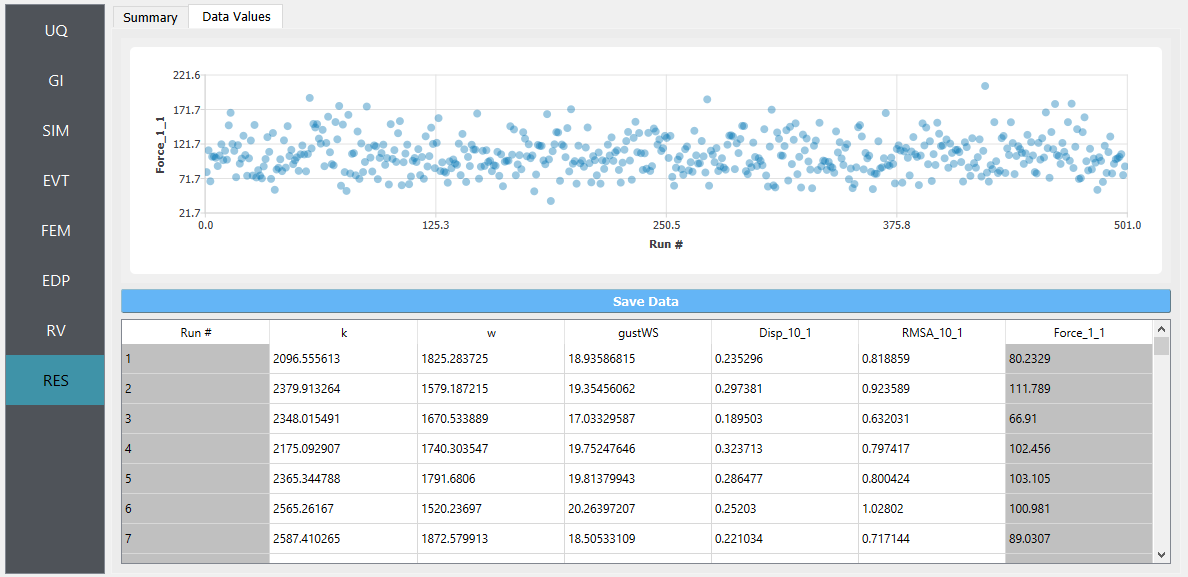 UQ
GI
SIM
EVT
FEM
EDP
RV
RES
Summary Data Values
221.6
171.7
121.7
71.7
21.7
Force_1_1
0.0 125.3 250.5 375.8 501.0
Run #
Save Data
Run # k w gustWS Disp_10_1 RMSA_10_1 Force_1_1
1 2096.555613 1825.283725 18.93586815 0.235296 0.818859 80.2329
2 2379.913264 1579.187215 19.35456062 0.297381 0.923589 111.789
3 2348.015491 1670.533889 17.03329587 0.189503 0.632031 66.91
4 2175.092907 1740.303547 19.75247646 0.323713 0.797417 102.456
5 2365.344788 1791.6806 19.81379943 0.286477 0.800424 103.105
6 2565.26167 1520.23697 20.26397207 0.25203 1.02802 100.981
7 2587.410265 1872.579913 18.50533109 0.221034 0.717144 89.0307